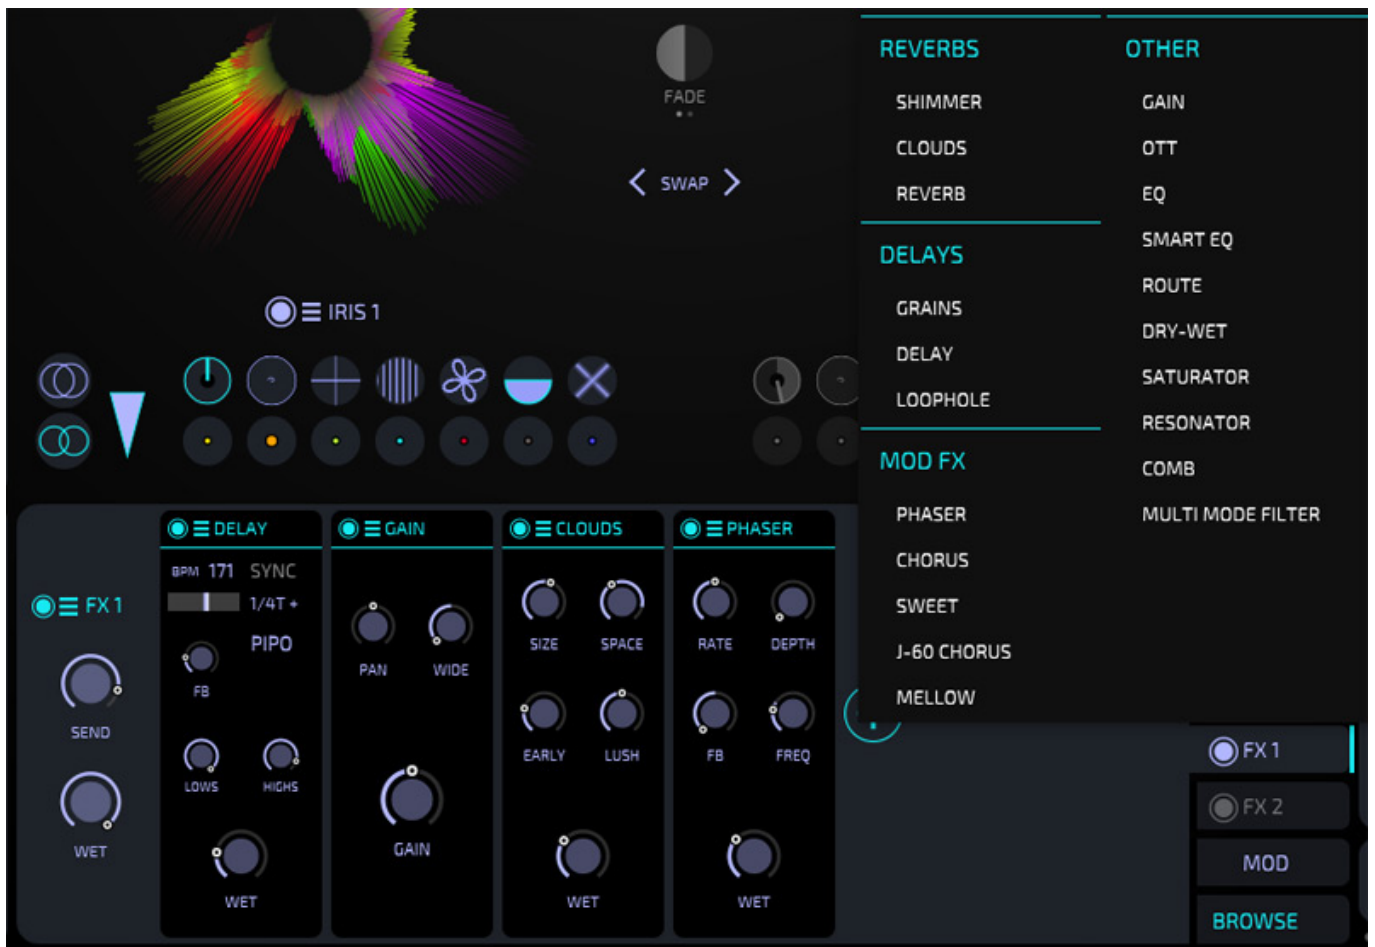 FADE
SWAP
IRIS 1
REVERBS
SHIMMER
CLOUDS
REVERB
DELAYS
GRAINS
DELAY
LOOPHOLE
MOD FX
PHASER
CHORUS
SWEET
J-60 CHORUS
MELLOW
OTHER
GAIN
OTT
EQ
SMART EQ
ROUTE
DRY-WET
SATURATOR
RESONATOR
COMB
MULTI MODE FILTER
FX 1
SEND
WET
DELAY
BPM 171 SYNC
1/4T +
PIPO
FB
LOWS HIGHS
WET
GAIN
PAN WIDE
GAIN
CLOUDS
SIZE SPACE
EARLY LUSH
WET
PHASER
RATE DEPTH
FB FREQ
WET
FX 1
FX 2
MOD
BROWSE